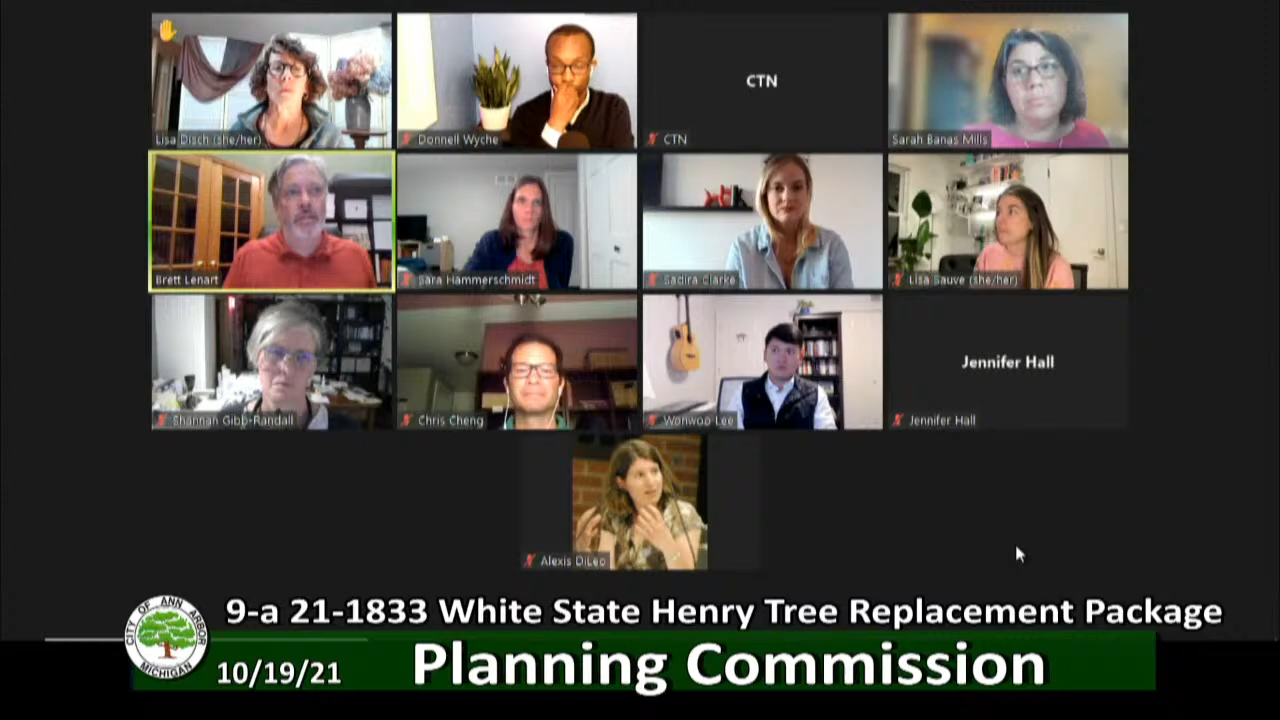 Lisa Disch (she/her)
Donnell Wyche
CTN
CTN
Sarah Banas Mills
Brett Lenart
Sara Hammerschmidt
Sadira Clarke
Lisa Sauve (she/her)
Shannan Gibb-Randall
Chris Cheng
Wonwoo Lee
Jennifer Hall
Jennifer Hall
Alexis DiLeo
CITY OF ANN ARBOR
MICHIGAN
9-a 21-1833 White State Henry Tree Replacement Package
10/19/21
Planning Commission